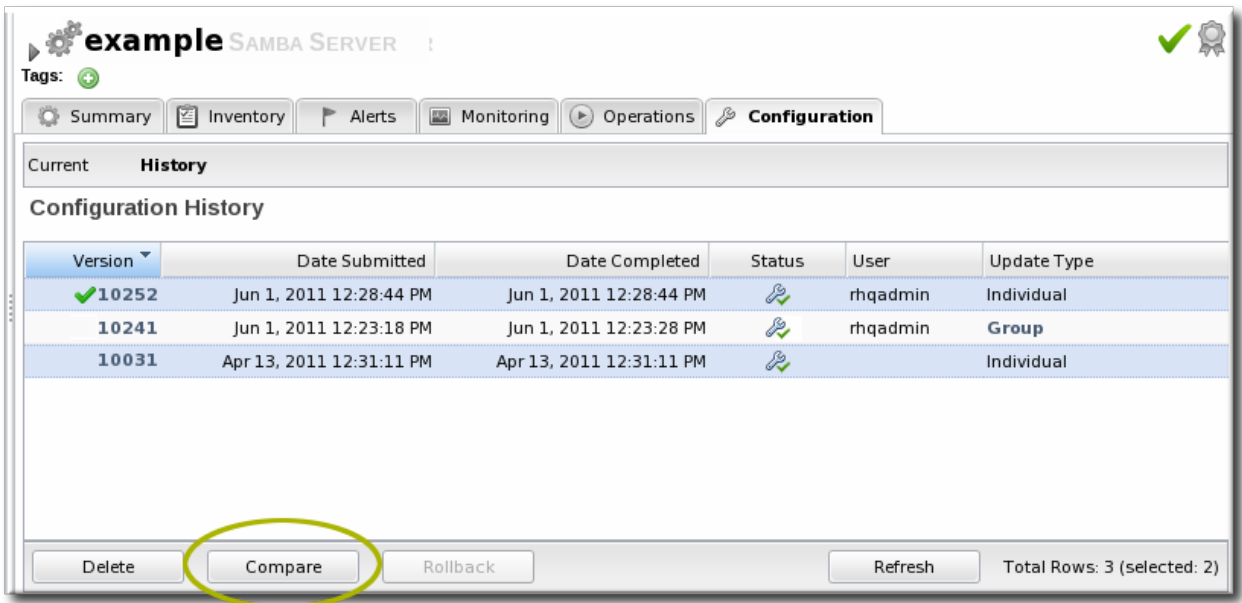 example SAMBA SERVER
Tags:
Summary Inventory Alerts Monitoring Operations Configuration
Current History
Configuration History
Version Date Submitted Date Completed Status User Update Type
10252 Jun 1, 2011 12:28:44 PM Jun 1, 2011 12:28:44 PM rhqadmin Individual
10241 Jun 1, 2011 12:23:18 PM Jun 1, 2011 12:23:28 PM rhqadmin Group
10031 Apr 13, 2011 12:31:11 PM Apr 13, 2011 12:31:11 PM Individual
Delete Compare Rollback Refresh Total Rows: 3 (selected: 2)